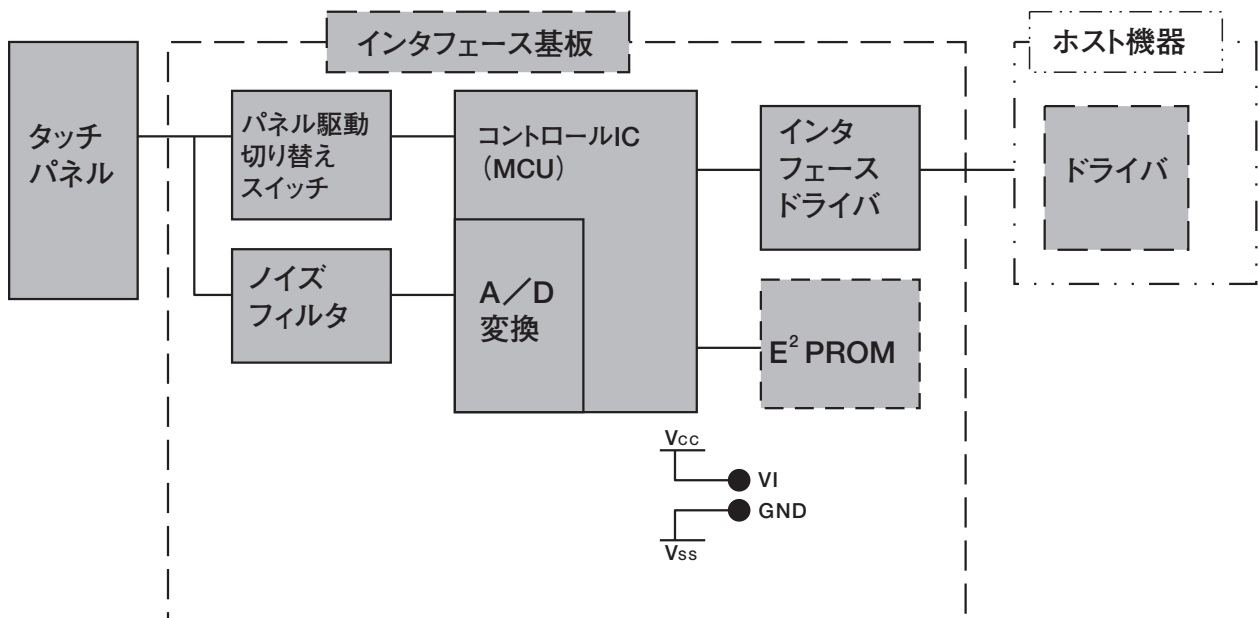 インタフェース基板
ホスト機器
タッチ
パネル
パネル駆動
切り替え
スイッチ
コントロールIC
(MCU)
インタ
フェース
ドライバ
ドライバ
ノイズ
フィルタ
A／D
変換
E² PROM
Vcc
VI
GND
Vss